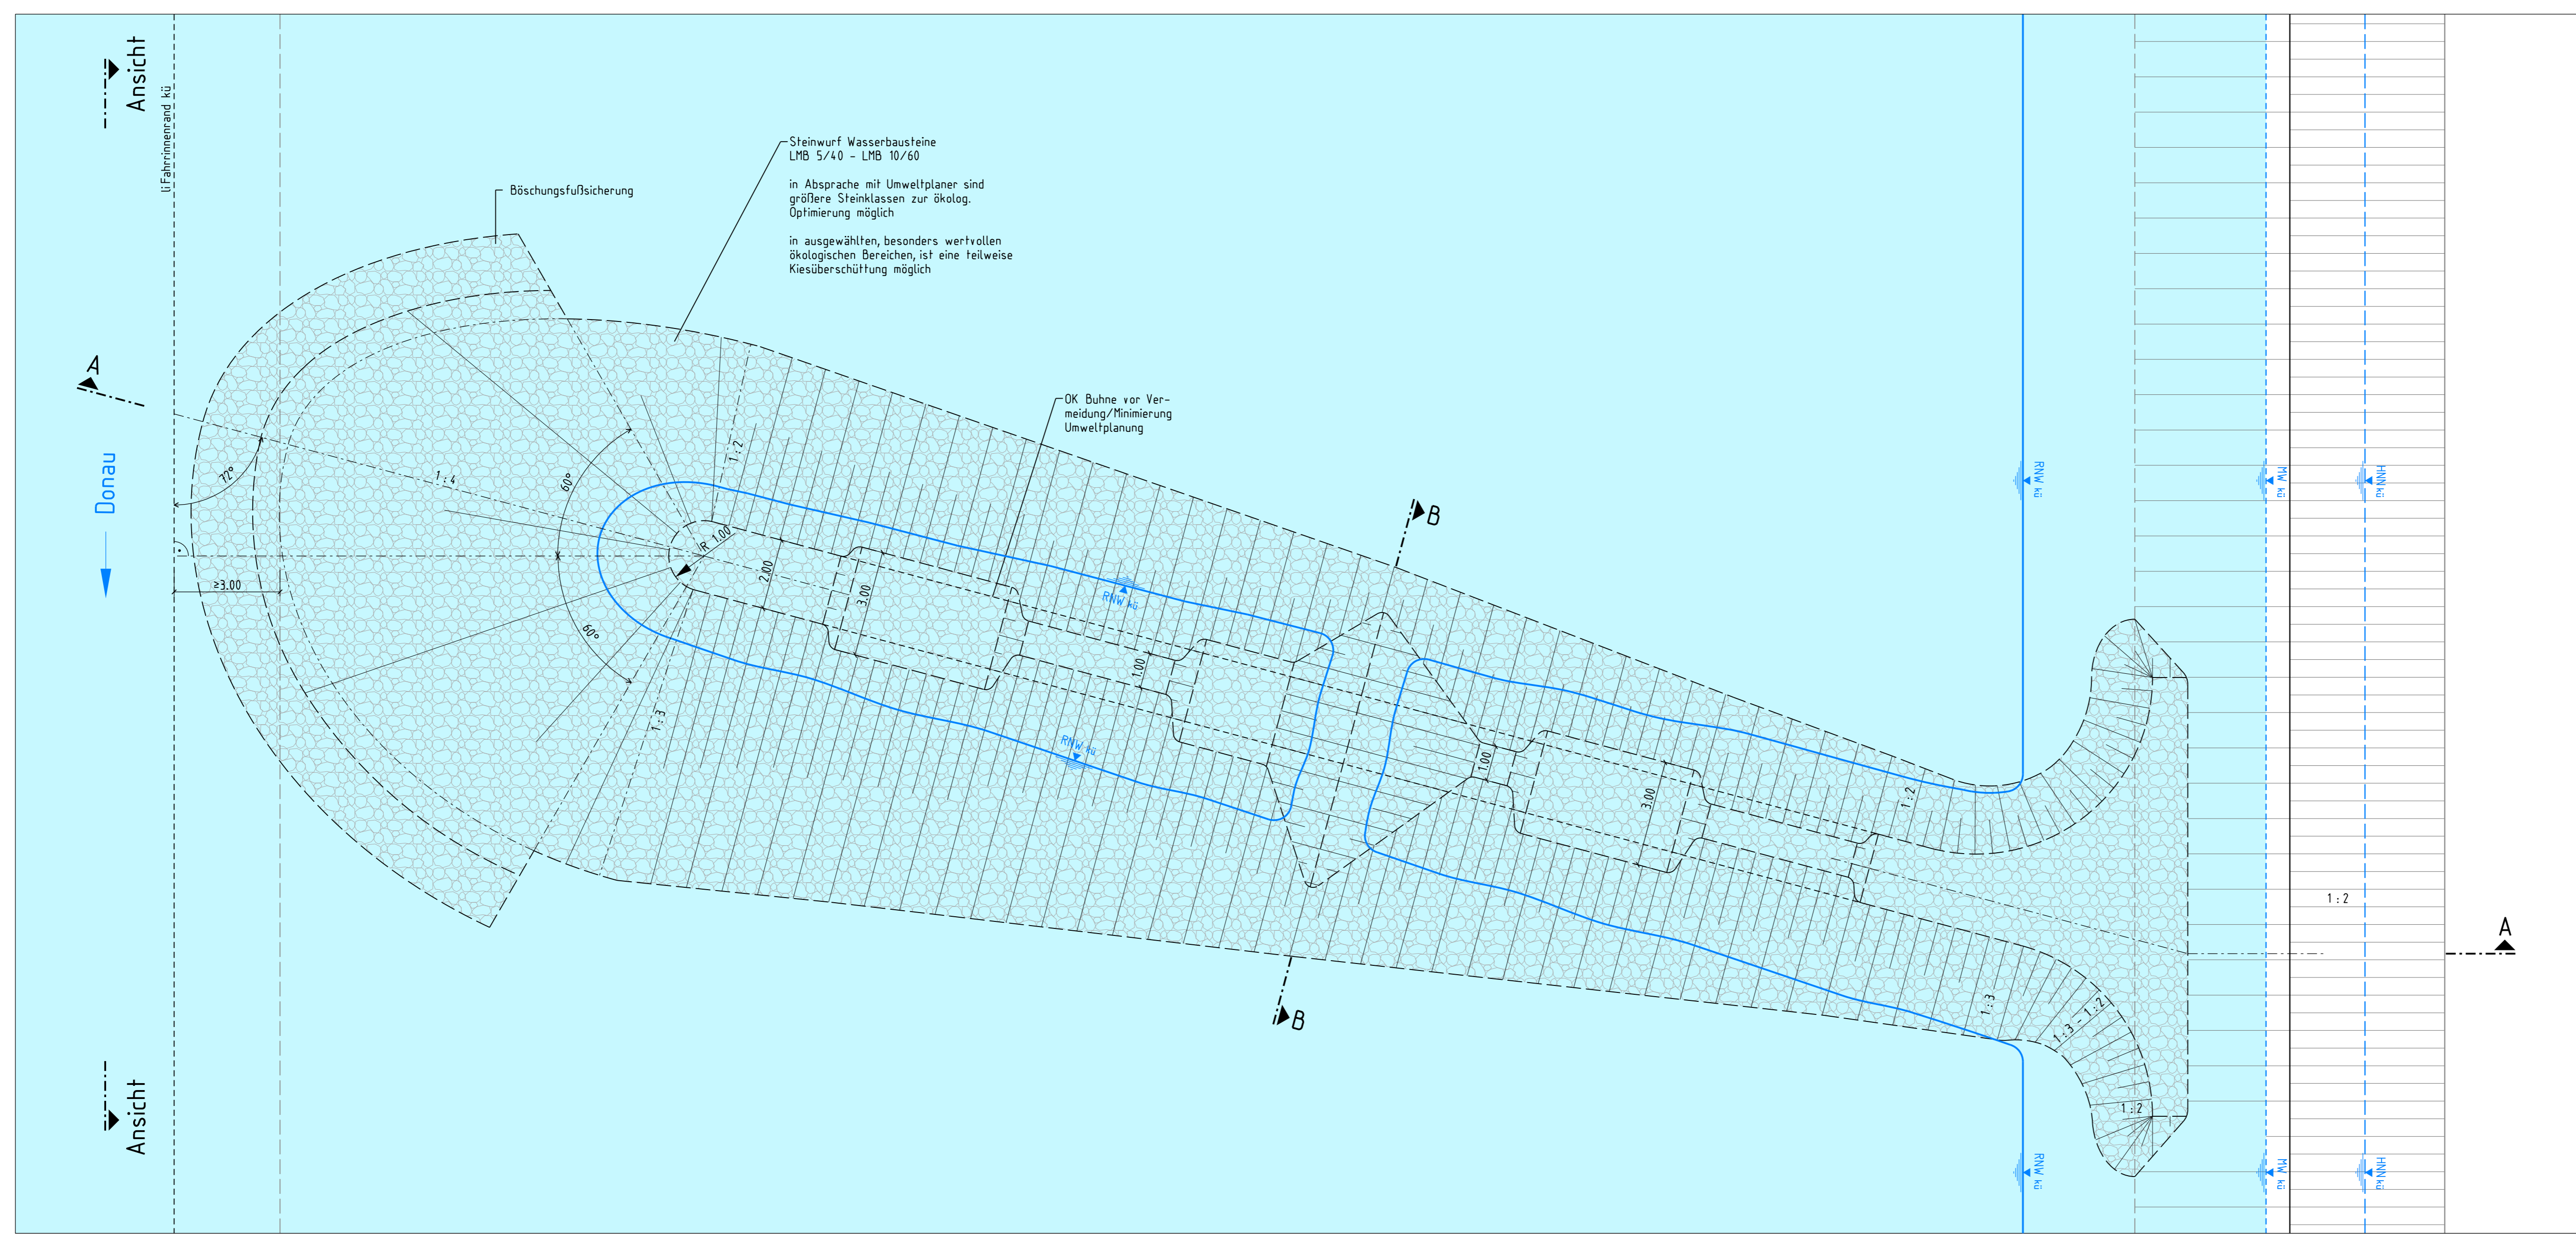 Ansicht
li Fahrrinnenrand kü
Steinwurf Wasserbausteine
LMB 5/40 - LMB 10/60
in Absprache mit Umweltplaner sind
größere Steinklassen zur ökolog.
Optimierung möglich
in ausgewählten, besonders wertvollen
ökologischen Bereichen, ist eine teilweise
Kiesüberschüttung möglich
Böschungsfußsicherung
A
OK Buhne vor Ver-
meidung/Minimierung
Umweltplanung
Donau
72°
1:4
60°
1:2
B
RNW kü
MW kü
HNN kü
R 1.00
≥3.00
2.00
3.00
RNW kü
60°
1:3
1.00
RNW kü
1.00
3.00
1:2
1:2
A
B
1:3
1:3 - 1:2
1:2
Ansicht
RNW kü
MW kü
HNN kü